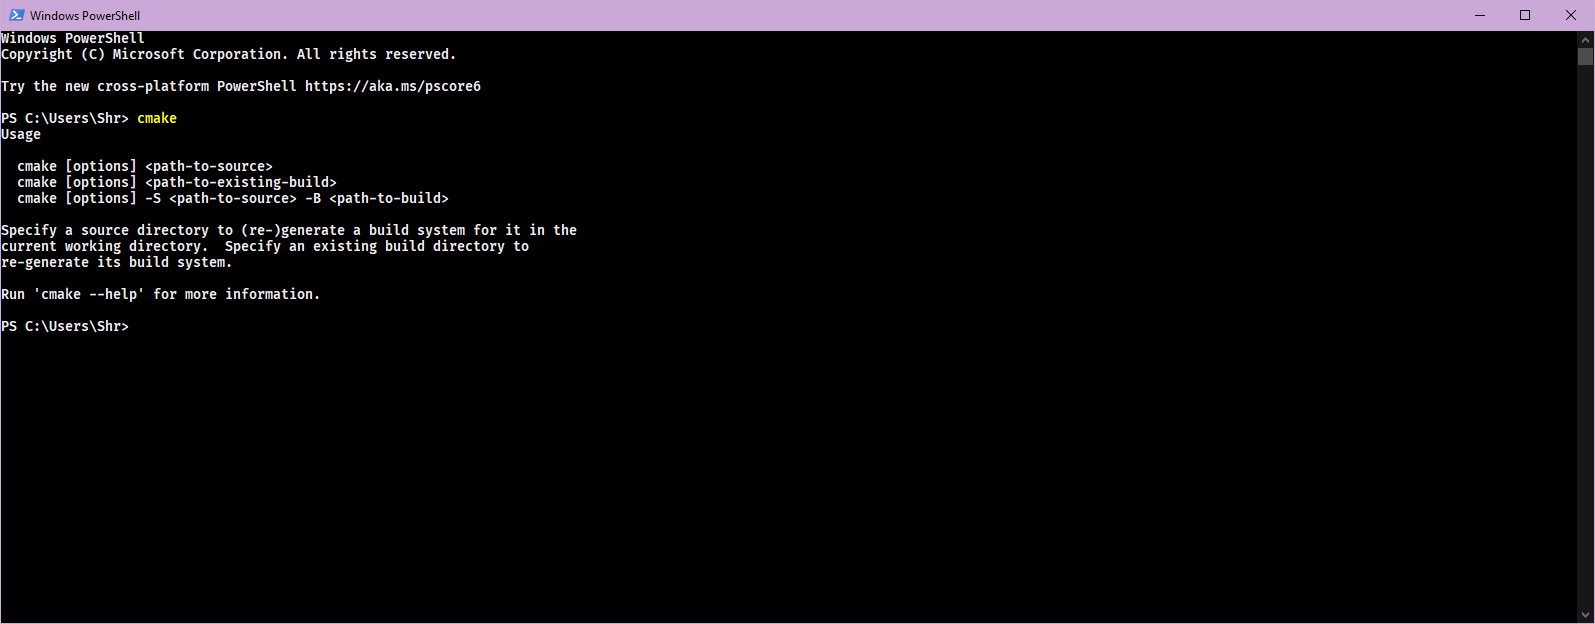 Windows PowerShell
Windows PowerShell
Copyright (C) Microsoft Corporation. All rights reserved.
Try the new cross-platform PowerShell https://aka.ms/pscore6
PS C:\Users\Shr> cmake
Usage
cmake [options] <path-to-source>
cmake [options] <path-to-existing-build>
cmake [options] -S <path-to-source> -B <path-to-build>
Specify a source directory to (re-)generate a build system for it in the
current working directory.  Specify an existing build directory to
re-generate its build system.
Run 'cmake --help' for more information.
PS C:\Users\Shr>